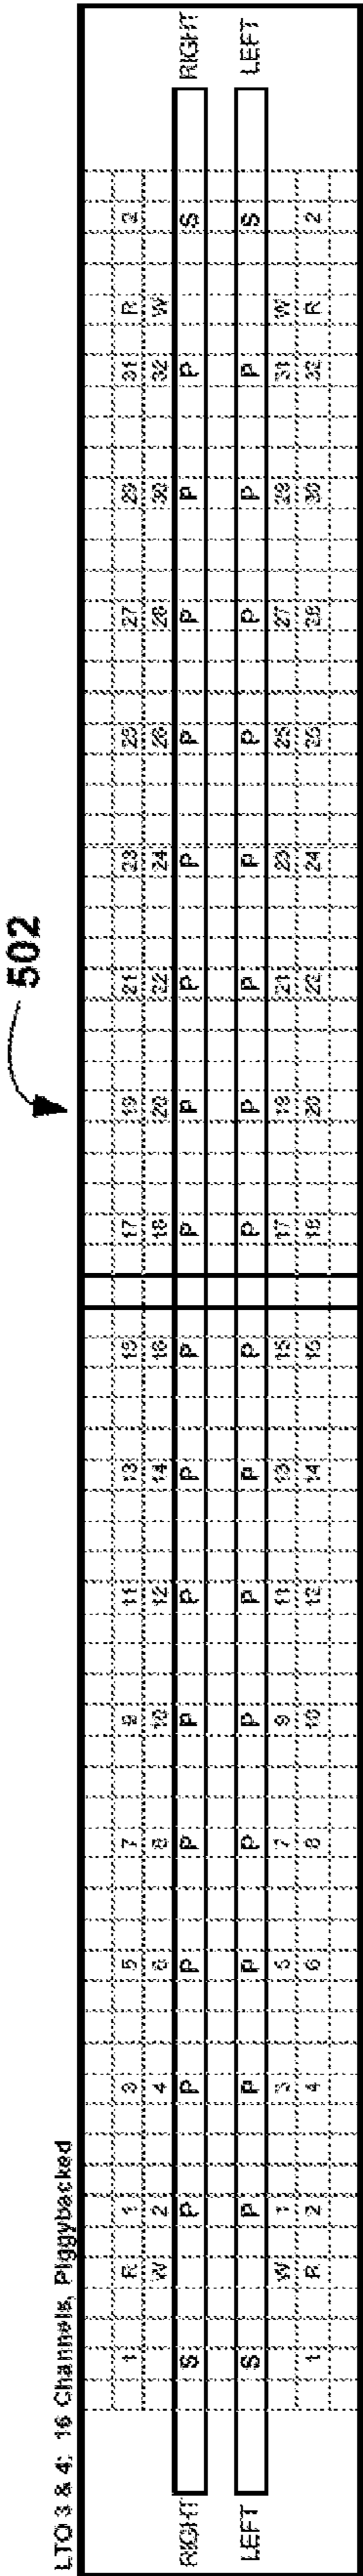 502
LTO 3 & 4: 16 Channels, Piggybacked
1 R 1 3 5 7 9 11 13 15 17 19 21 23 25 27 29 31 R 2
W 2 4 6 8 10 12 14 16 18 20 22 24 26 28 30 32 W
RIGHT S P P P P P P P P P P P P P P P P S RIGHT
LEFT S P P P P P P P P P P P P P P P P S LEFT
W 1 3 5 7 9 11 13 15 17 19 21 23 25 27 29 31 W
1 R 2 4 6 8 10 12 14 16 18 20 22 24 26 28 30 32 R 2